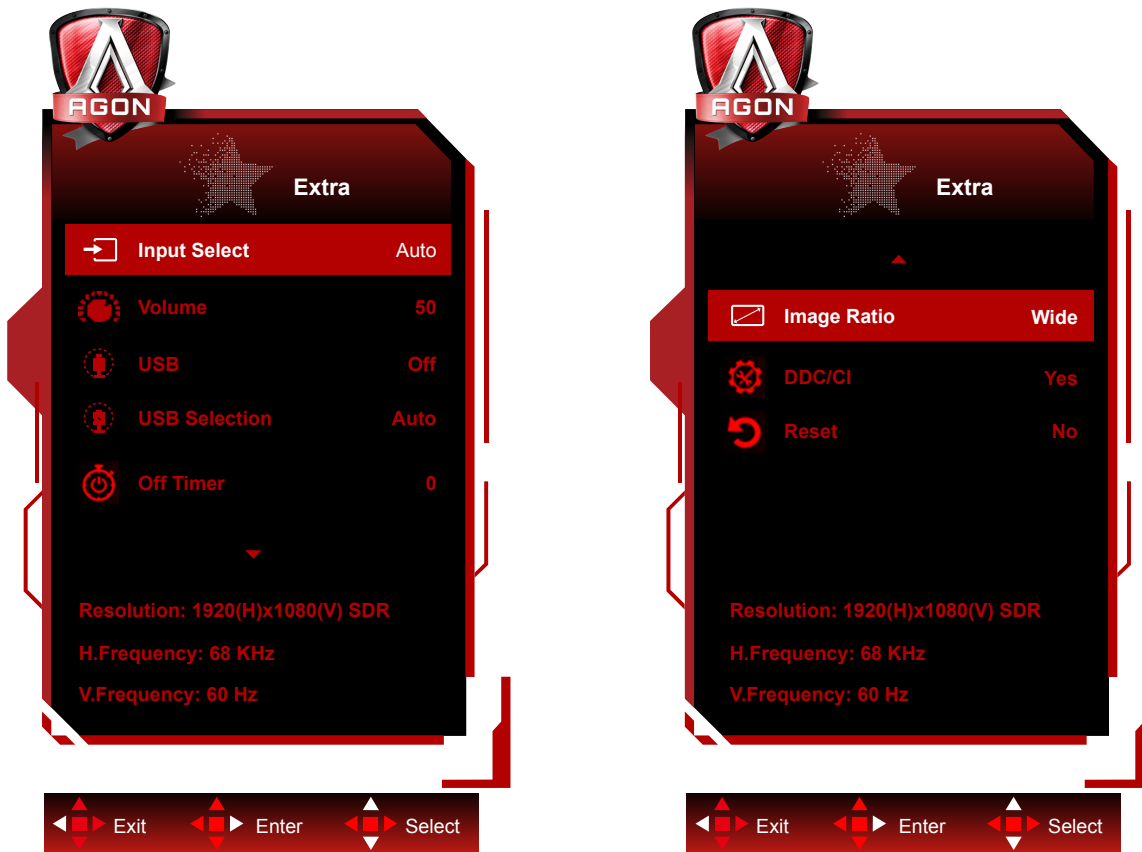 AGON
Extra
Input Select Auto
Volume 50
USB Off
USB Selection Auto
Off Timer 0
Resolution: 1920(H)x1080(V) SDR
H.Frequency: 68 KHz
V.Frequency: 60 Hz
Exit Enter Select
AGON
Extra
Image Ratio Wide
DDC/CI Yes
Reset No
Resolution: 1920(H)x1080(V) SDR
H.Frequency: 68 KHz
V.Frequency: 60 Hz
Exit Enter Select